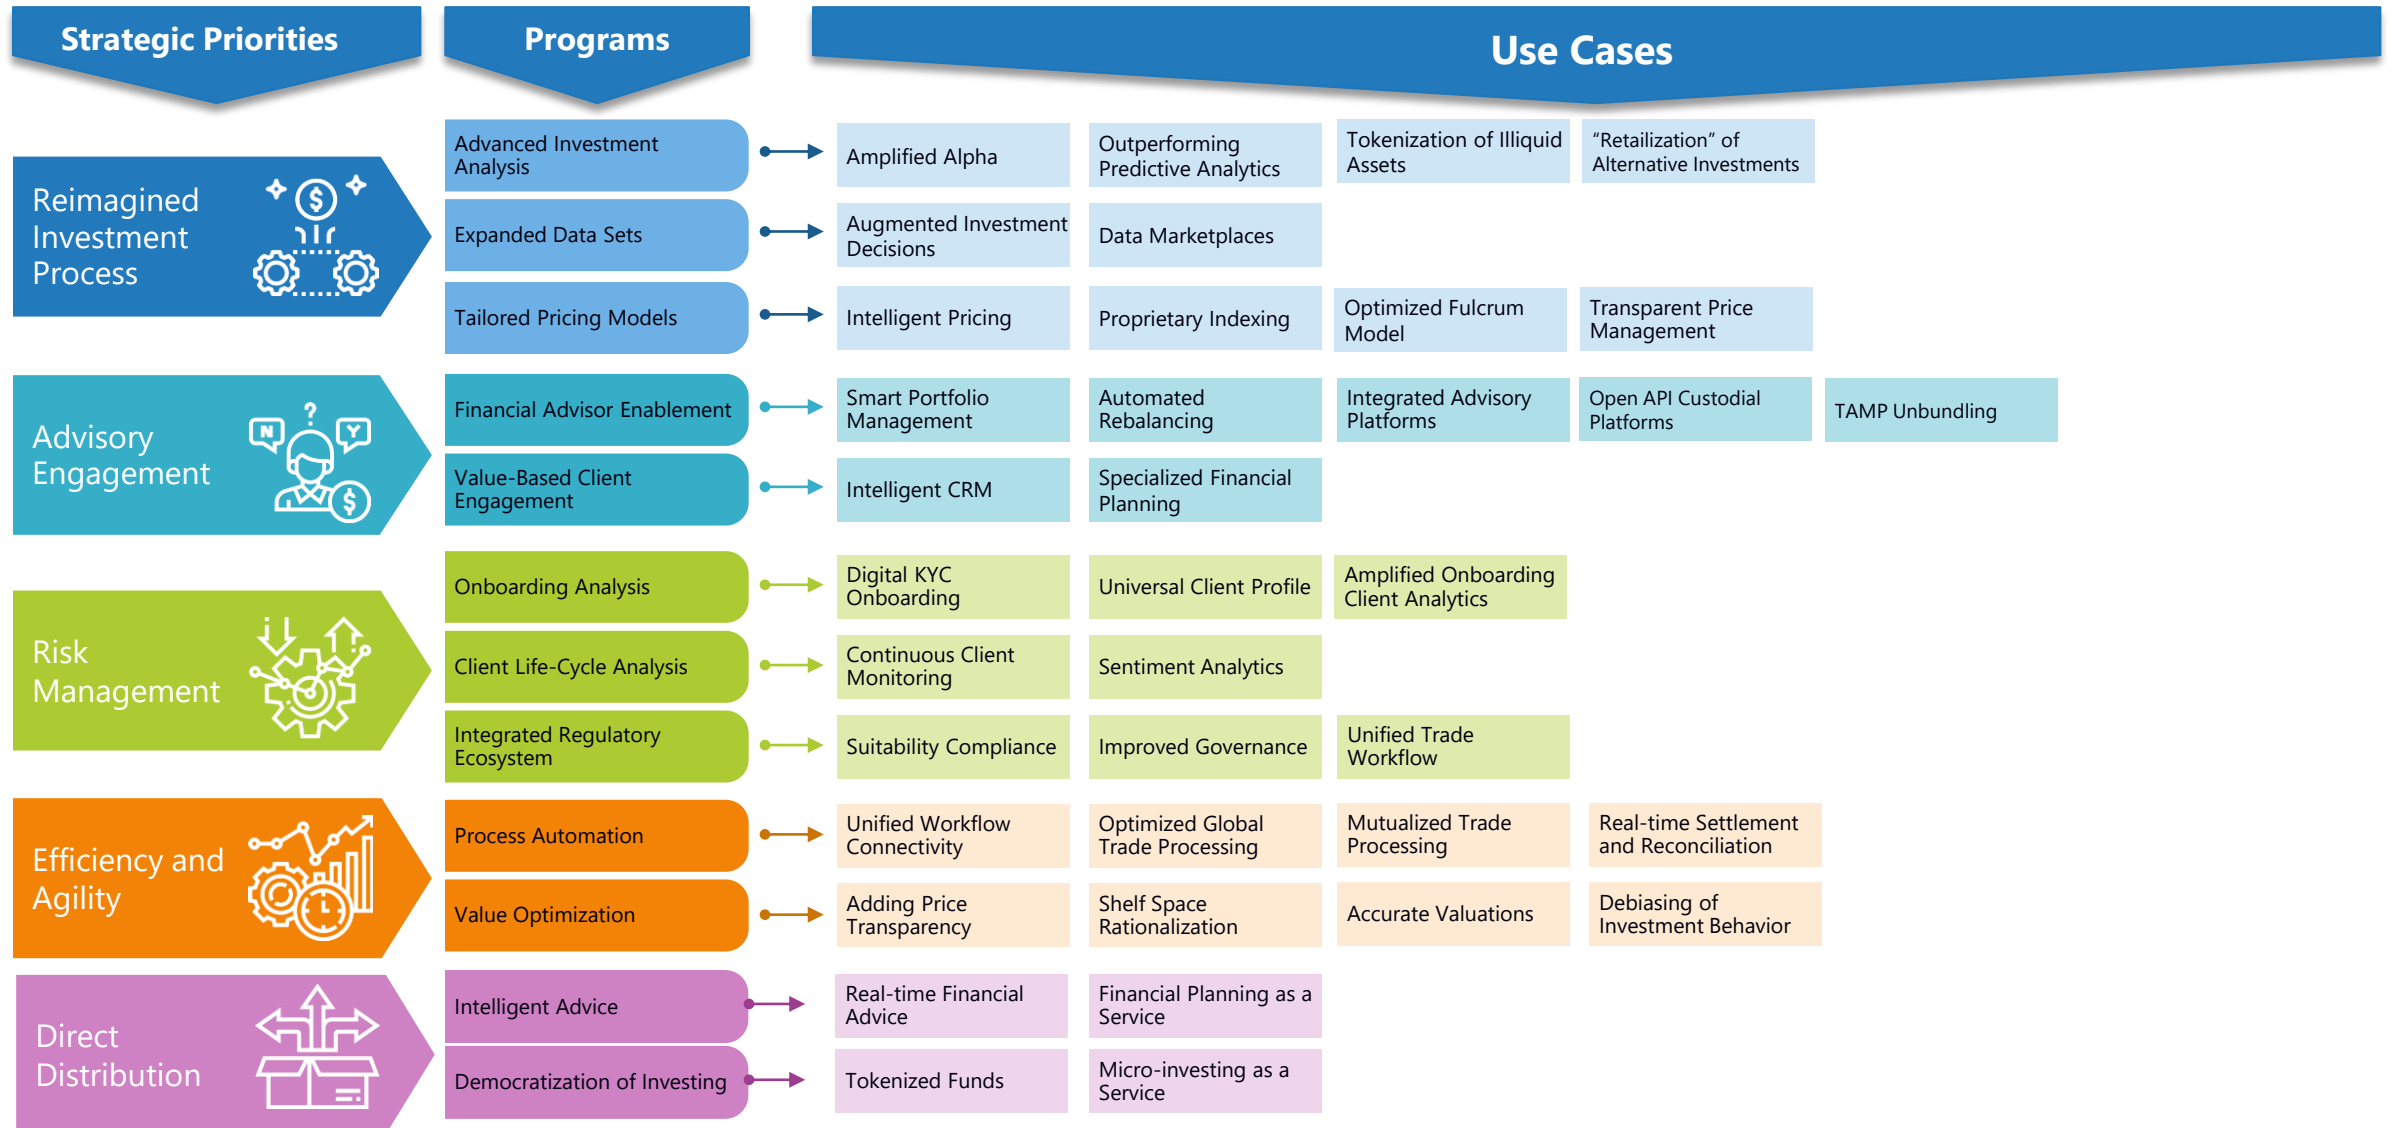 Strategic Priorities
Programs
Use Cases
Reimagined
Investment
Process
Advanced Investment
Analysis
Amplified Alpha
Outperforming
Predictive Analytics
Tokenization of Illiquid
Assets
“Retailization” of
Alternative Investments
Expanded Data Sets
Augmented Investment
Decisions
Data Marketplaces
Tailored Pricing Models
Intelligent Pricing
Proprietary Indexing
Optimized Fulcrum
Model
Transparent Price
Management
Advisory
Engagement
N
?
Y
$
Financial Advisor Enablement
Smart Portfolio
Management
Automated
Rebalancing
Integrated Advisory
Platforms
Open API Custodial
Platforms
TAMP Unbundling
Value-Based Client
Engagement
Intelligent CRM
Specialized Financial
Planning
Risk
Management
Onboarding Analysis
Digital KYC
Onboarding
Universal Client Profile
Amplified Onboarding
Client Analytics
Client Life-Cycle Analysis
Continuous Client
Monitoring
Sentiment Analytics
Integrated Regulatory
Ecosystem
Suitability Compliance
Improved Governance
Unified Trade
Workflow
Efficiency and
Agility
Process Automation
Unified Workflow
Connectivity
Optimized Global
Trade Processing
Mutualized Trade
Processing
Real-time Settlement
and Reconciliation
Value Optimization
Adding Price
Transparency
Shelf Space
Rationalization
Accurate Valuations
Debiasing of
Investment Behavior
Direct
Distribution
Intelligent Advice
Real-time Financial
Advice
Financial Planning as a
Service
Democratization of Investing
Tokenized Funds
Micro-investing as a
Service